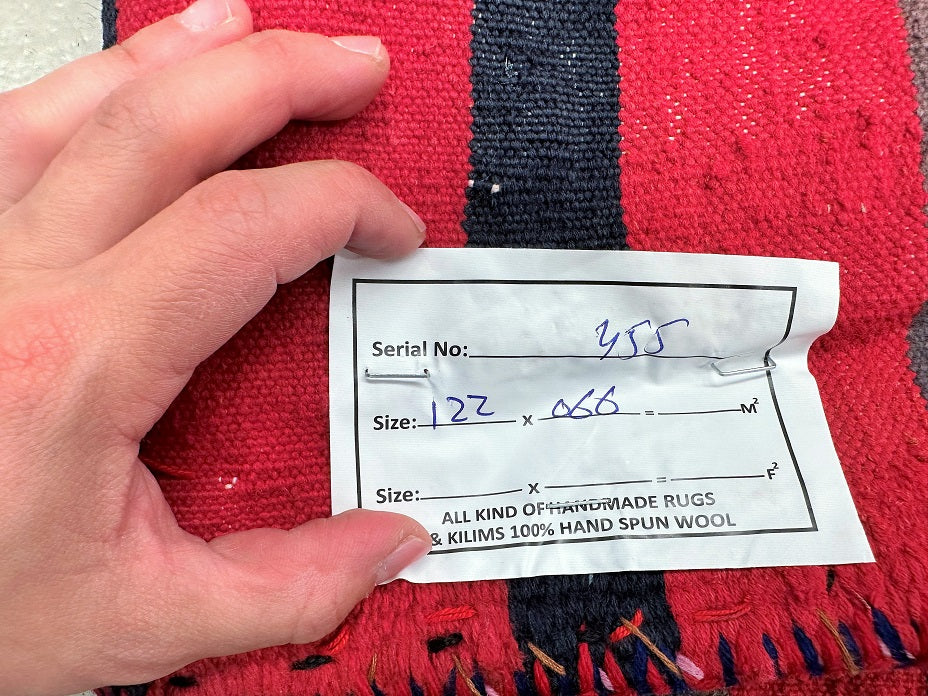 Serial No: 455
Size: 122 x 066 = M²
Size: x = F²
ALL KIND OF HANDMADE RUGS
& KILIMS 100% HAND SPUN WOOL